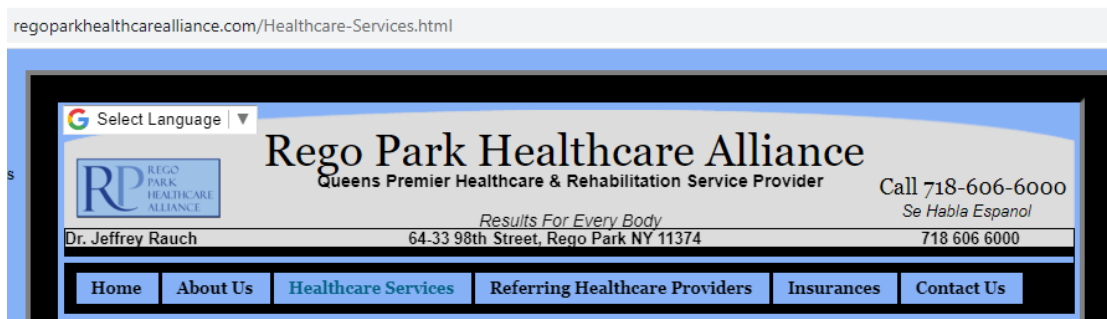 regoparkhealthcarealliance.com/Healthcare-Services.html
Select Language
s
Rego Park Healthcare Alliance
REGO
PARK
HEALTHCARE
ALLIANCE
RP
Queens Premier Healthcare & Rehabilitation Service Provider
Call 718-606-6000
Se Habla Espanol
Results For Every Body
Dr. Jeffrey Rauch 64-33 98th Street, Rego Park NY 11374 718 606 6000
Home About Us Healthcare Services Referring Healthcare Providers Insurances Contact Us